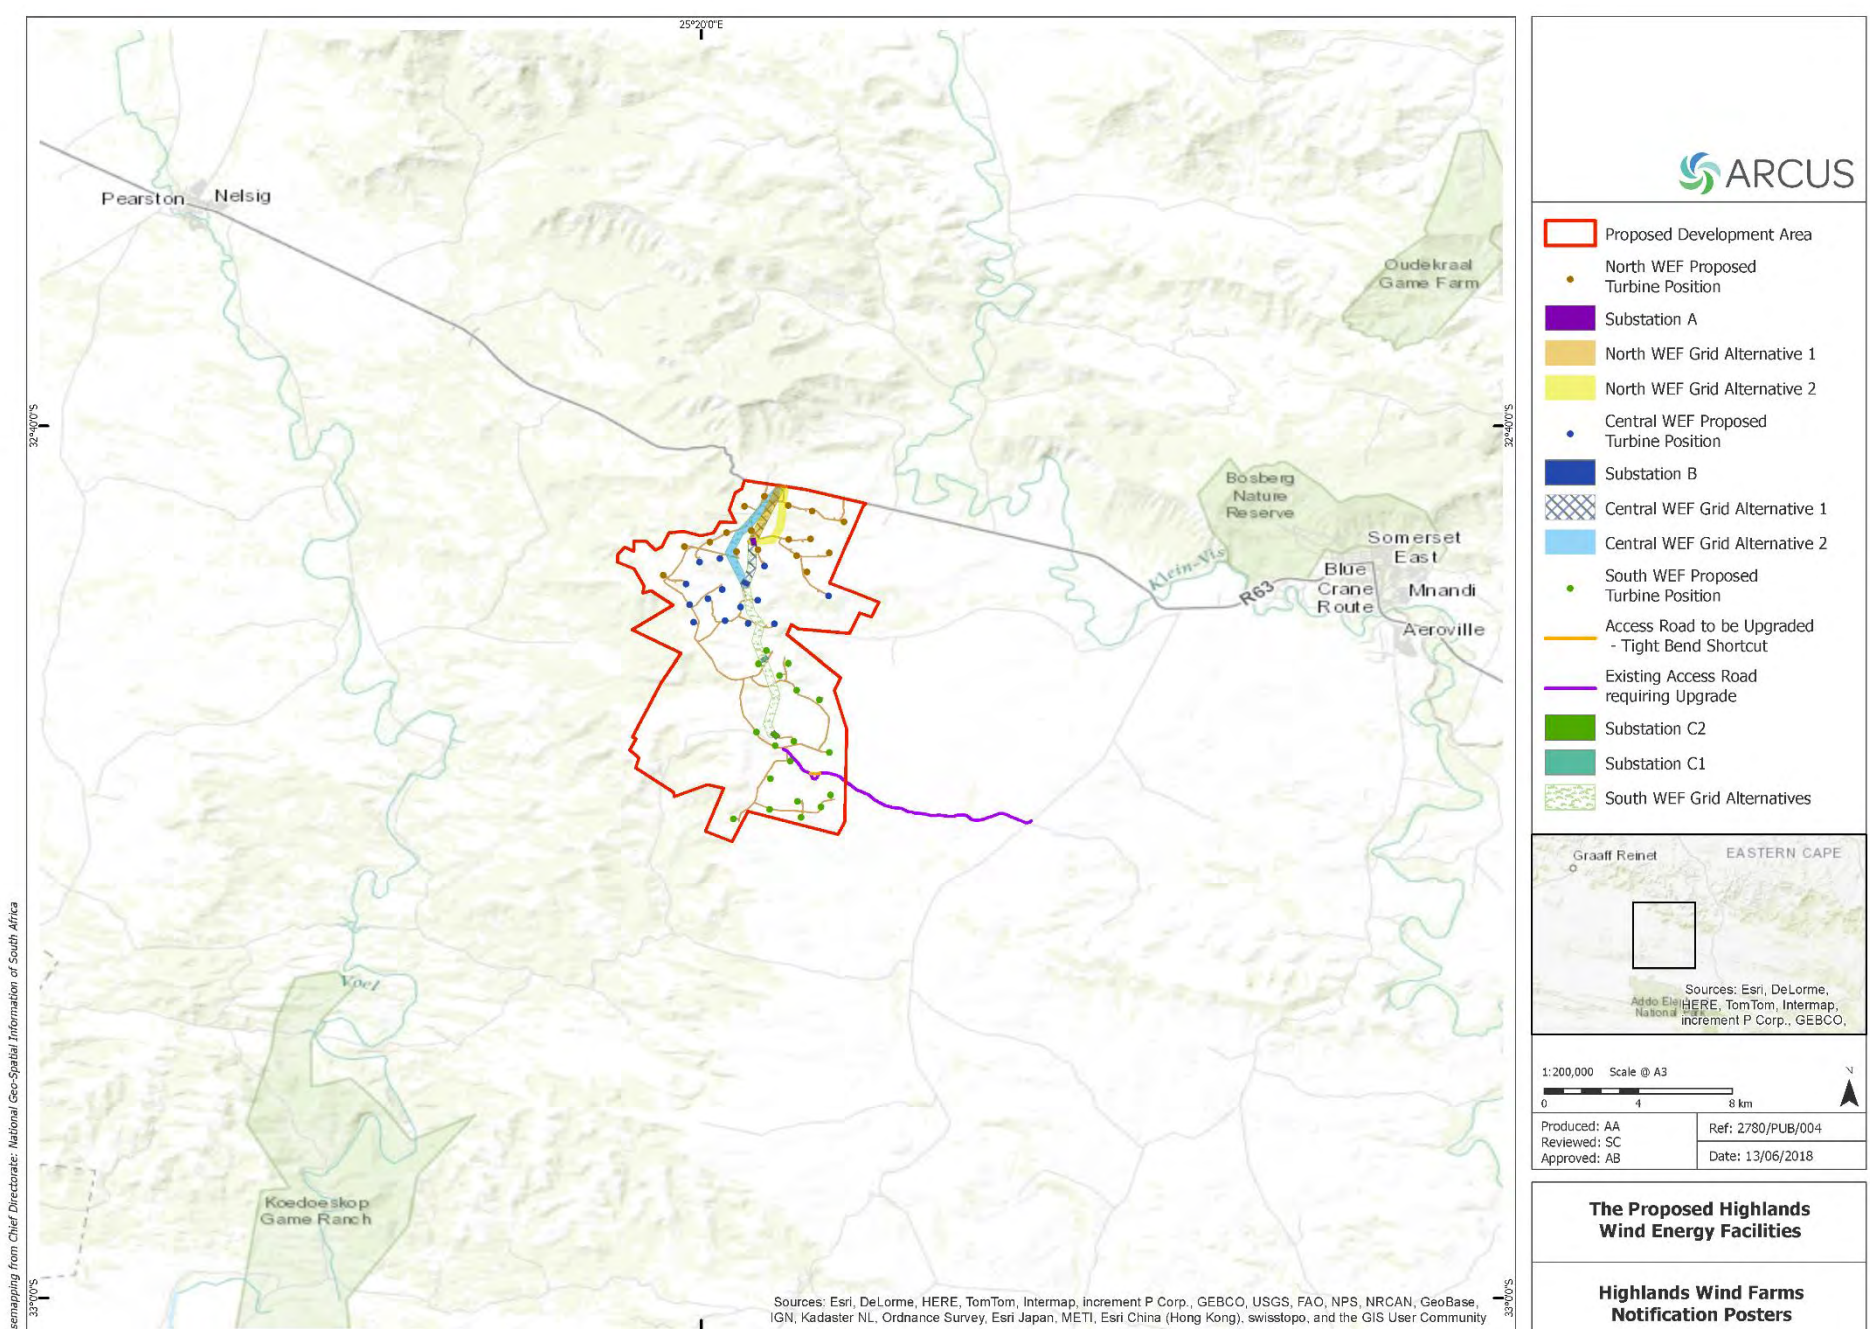 25°20'0"E
Pearston
Nelsig
Oudekraal
Game Farm
32°40'0"S
32°40'0"S
Bosberg
Nature
Reserve
Somerset
East
Klein-Vis
R63
Blue
Crane
Route
Mnandi
Aeroville
Voel
Koedoeskop
Game Ranch
33°0'0"S
33°0'0"S
semapping from Chief Directorate: National Geo-Spatial Information of South Africa
Sources: Esri, DeLorme, HERE, TomTom, Intermap, increment P Corp., GEBCO, USGS, FAO, NPS, NRCAN, GeoBase,
IGN, Kadaster NL, Ordnance Survey, Esri Japan, METI, Esri China (Hong Kong), swisstopo, and the GIS User Community
ARCUS
Proposed Development Area
North WEF Proposed
Turbine Position
Substation A
North WEF Grid Alternative 1
North WEF Grid Alternative 2
Central WEF Proposed
Turbine Position
Substation B
Central WEF Grid Alternative 1
Central WEF Grid Alternative 2
South WEF Proposed
Turbine Position
Access Road to be Upgraded
- Tight Bend Shortcut
Existing Access Road
requiring Upgrade
Substation C2
Substation C1
South WEF Grid Alternatives
Graaff Reinet
EASTERN CAPE
Addo Ele
National
Sources: Esri, DeLorme,
HERE, TomTom, Intermap,
increment P Corp., GEBCO,
1:200,000 Scale @ A3
N
0 4 8 km
Produced: AA
Reviewed: SC
Approved: AB
Ref: 2780/PUB/004
Date: 13/06/2018
The Proposed Highlands
Wind Energy Facilities
Highlands Wind Farms
Notification Posters